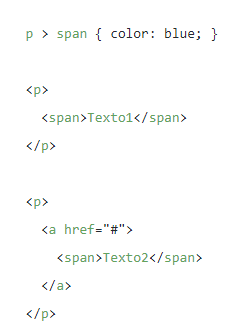 p > span { color: blue; }
<p>
<span>Texto1</span>
</p>
<p>
<a href="#">
<span>Texto2</span>
</a>
</p>